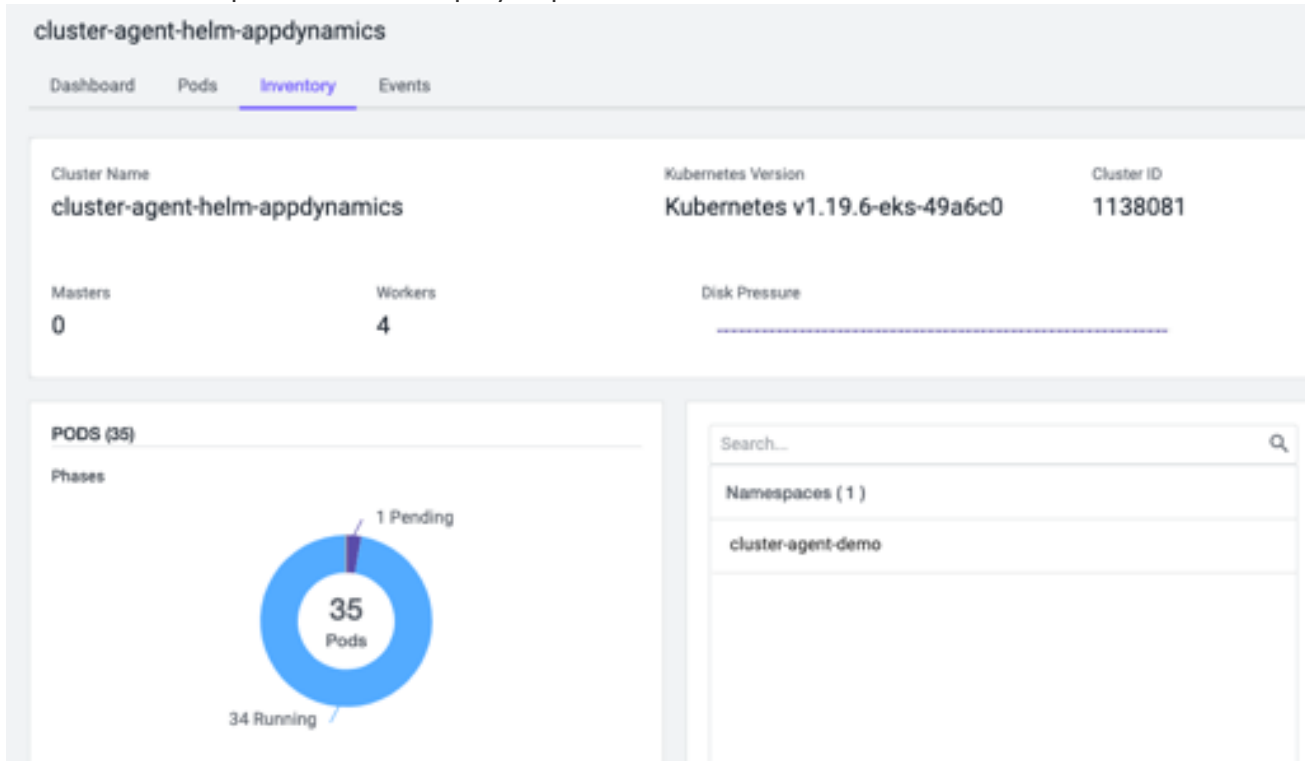 cluster-agent-helm-appdynamics
Dashboard Pods Inventory Events
Cluster Name
cluster-agent-helm-appdynamics
Kubernetes Version
Kubernetes v1.19.6-eks-49a6c0
Cluster ID
1138081
Masters
0
Workers
4
Disk Pressure
PODS (35)
Phases
1 Pending
35
Pods
34 Running
Search...
Namespaces ( 1 )
cluster-agent-demo